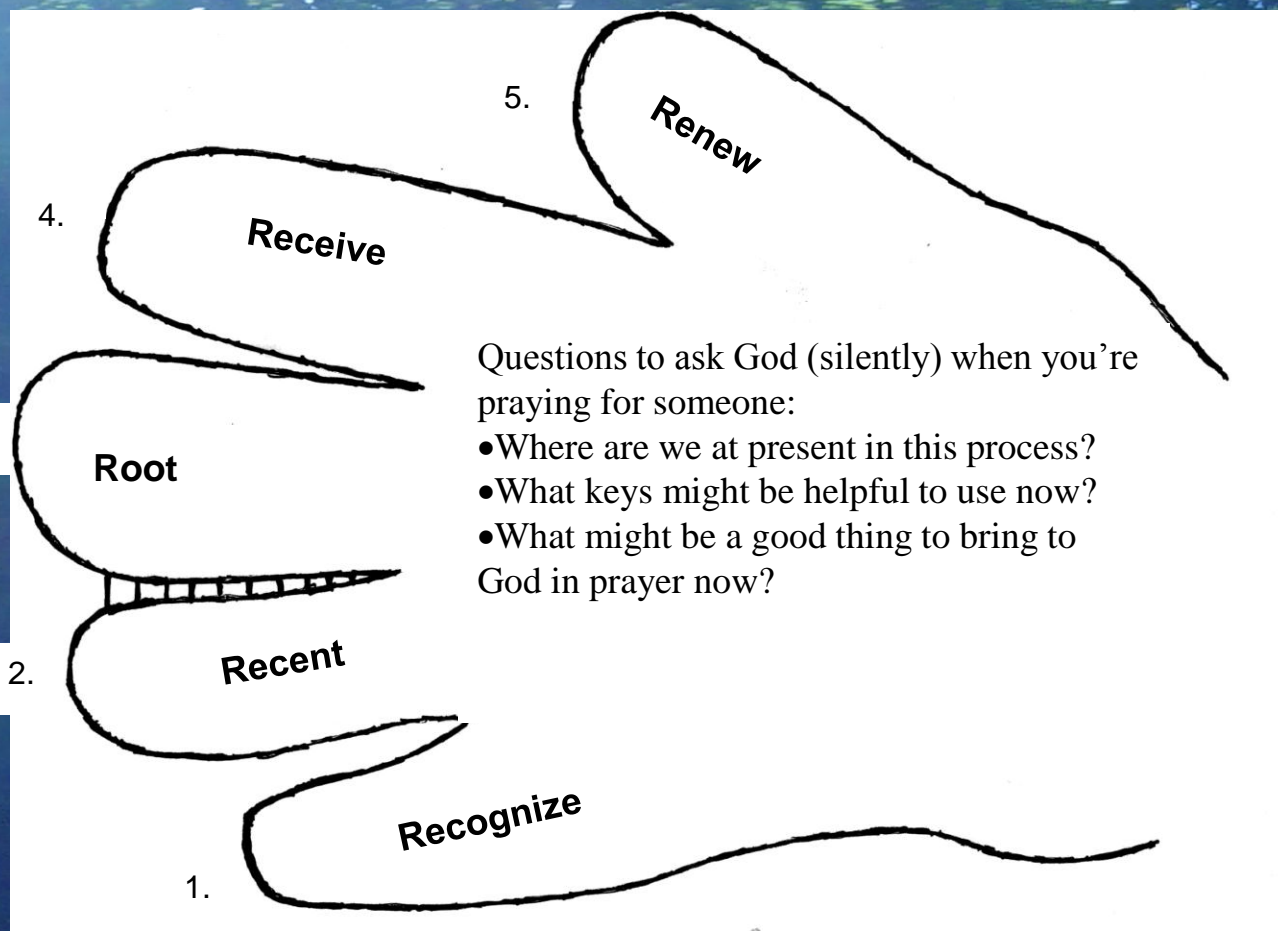 5.
Renew
4.
Receive
Questions to ask God (silently) when you’re
praying for someone:
•Where are we at present in this process?
•What keys might be helpful to use now?
•What might be a good thing to bring to
God in prayer now?
Root
Recent
2.
Recognize
1.